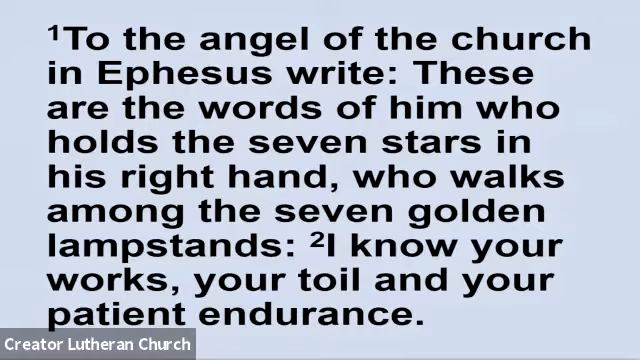 ¹To the angel of the church
in Ephesus write: These
are the words of him who
holds the seven stars in
his right hand, who walks
among the seven golden
lampstands: ²I know your
works, your toil and your
patient endurance.
Creator Lutheran Church